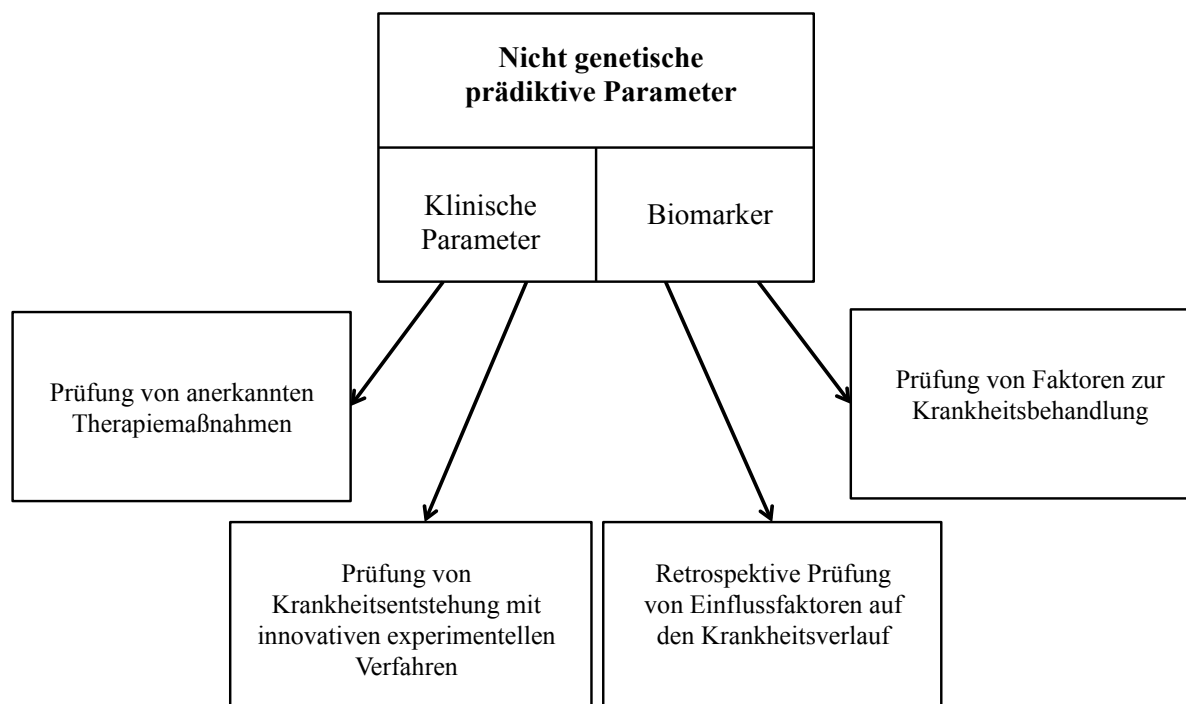 Nicht genetische
prädiktive Parameter
Klinische
Parameter
Biomarker
Prüfung von anerkannten
Therapiemaßnahmen
Prüfung von Faktoren zur
Krankheitsbehandlung
Prüfung von
Krankheitsentstehung mit
innovativen experimentellen
Verfahren
Retrospektive Prüfung
von Einflussfaktoren auf
den Krankheitsverlauf